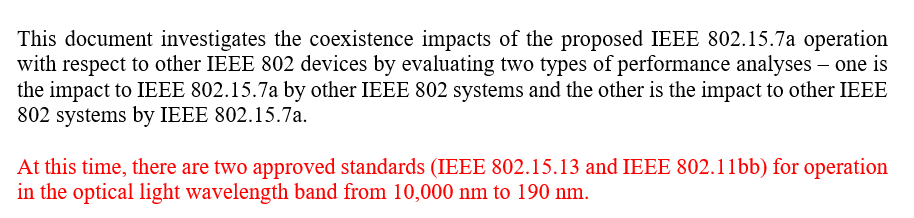 This document investigates the coexistence impacts of the proposed IEEE 802.15.7a operation
with respect to other IEEE 802 devices by evaluating two types of performance analyses – one is
the impact to IEEE 802.15.7a by other IEEE 802 systems and the other is the impact to other IEEE
802 systems by IEEE 802.15.7a.
At this time, there are two approved standards (IEEE 802.15.13 and IEEE 802.11bb) for operation
in the optical light wavelength band from 10,000 nm to 190 nm.